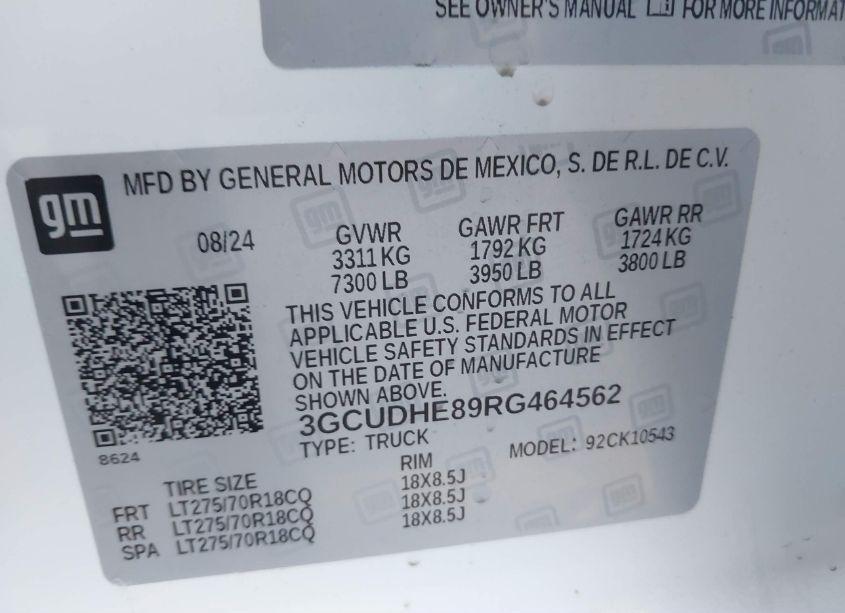 SEE OWNER'S MANUAL FOR MORE INFORMAT
gm
MFD BY GENERAL MOTORS DE MEXICO, S. DE R.L. DE C.V.
08/24
GVWR
3311 KG
7300 LB
GAWR FRT
1792 KG
3950 LB
GAWR RR
1724 KG
3800 LB
THIS VEHICLE CONFORMS TO ALL
APPLICABLE U.S. FEDERAL MOTOR
VEHICLE SAFETY STANDARDS IN EFFECT
ON THE DATE OF MANUFACTURE
SHOWN ABOVE.
3GCUDHE89RG464562
TYPE: TRUCK
MODEL: 92CK10543
8624
TIRE SIZE RIM
FRT LT275/70R18CQ 18X8.5J
RR LT275/70R18CQ 18X8.5J
SPA LT275/70R18CQ 18X8.5J